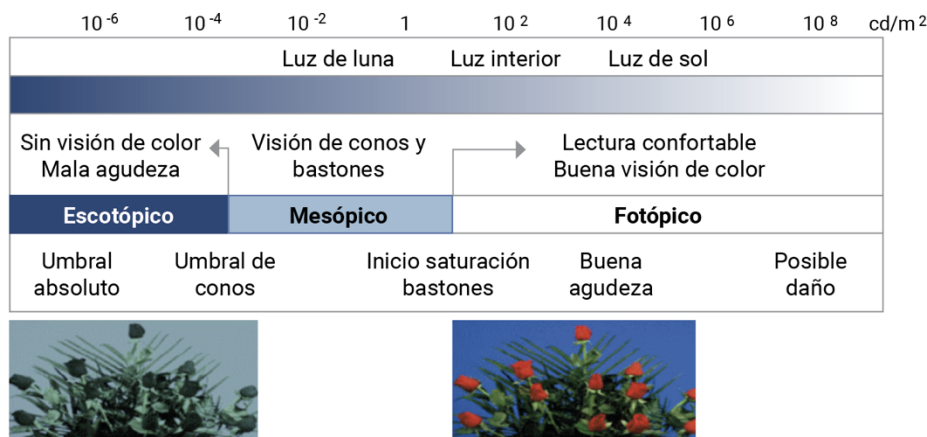 10 -6 10 -4 10 -2 1 10 2 10 4 10 6 10 8 cd/m 2
Luz de luna Luz interior Luz de sol
Sin visión de color Visión de conos y Lectura confortable
Mala agudeza bastones Buena visión de color
Escotópico Mesópico Fotópico
Umbral Umbral de Inicio saturación Buena Posible
absoluto conos bastones agudeza daño